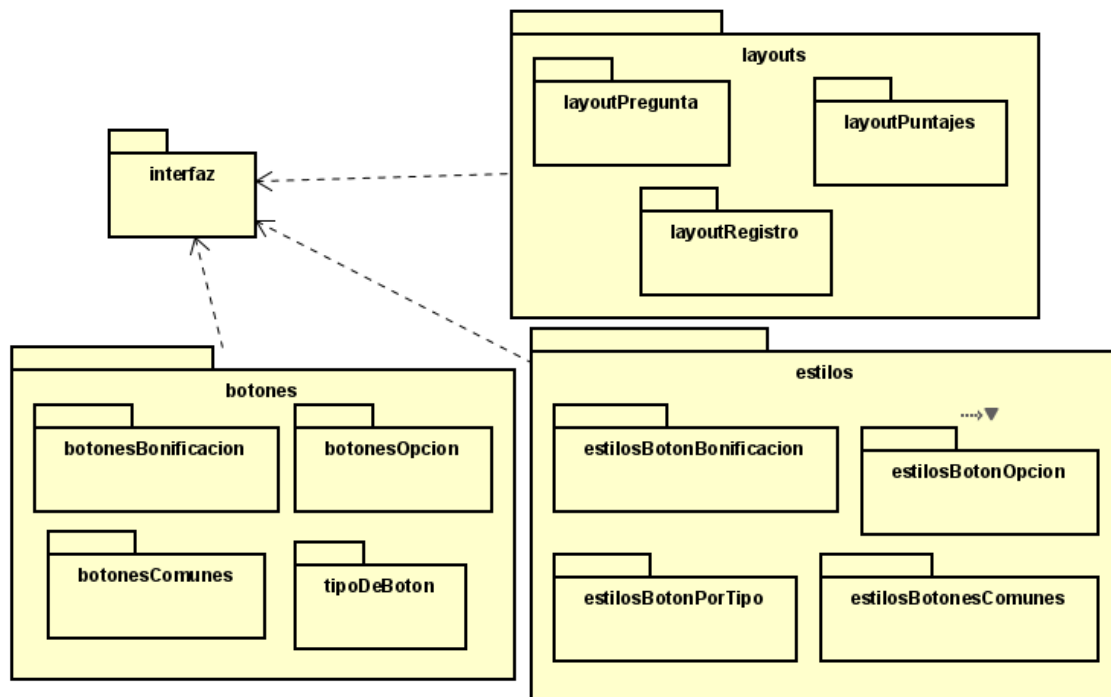 layouts
layoutPregunta
layoutPuntajes
layoutRegistro
interfaz
botones
botonesBonificacion
botonesOpcion
botonesComunes
tipoDeBoton
estilos
estilosBotonBonificacion
estilosBotonOpcion
estilosBotonPorTipo
estilosBotonesComunes